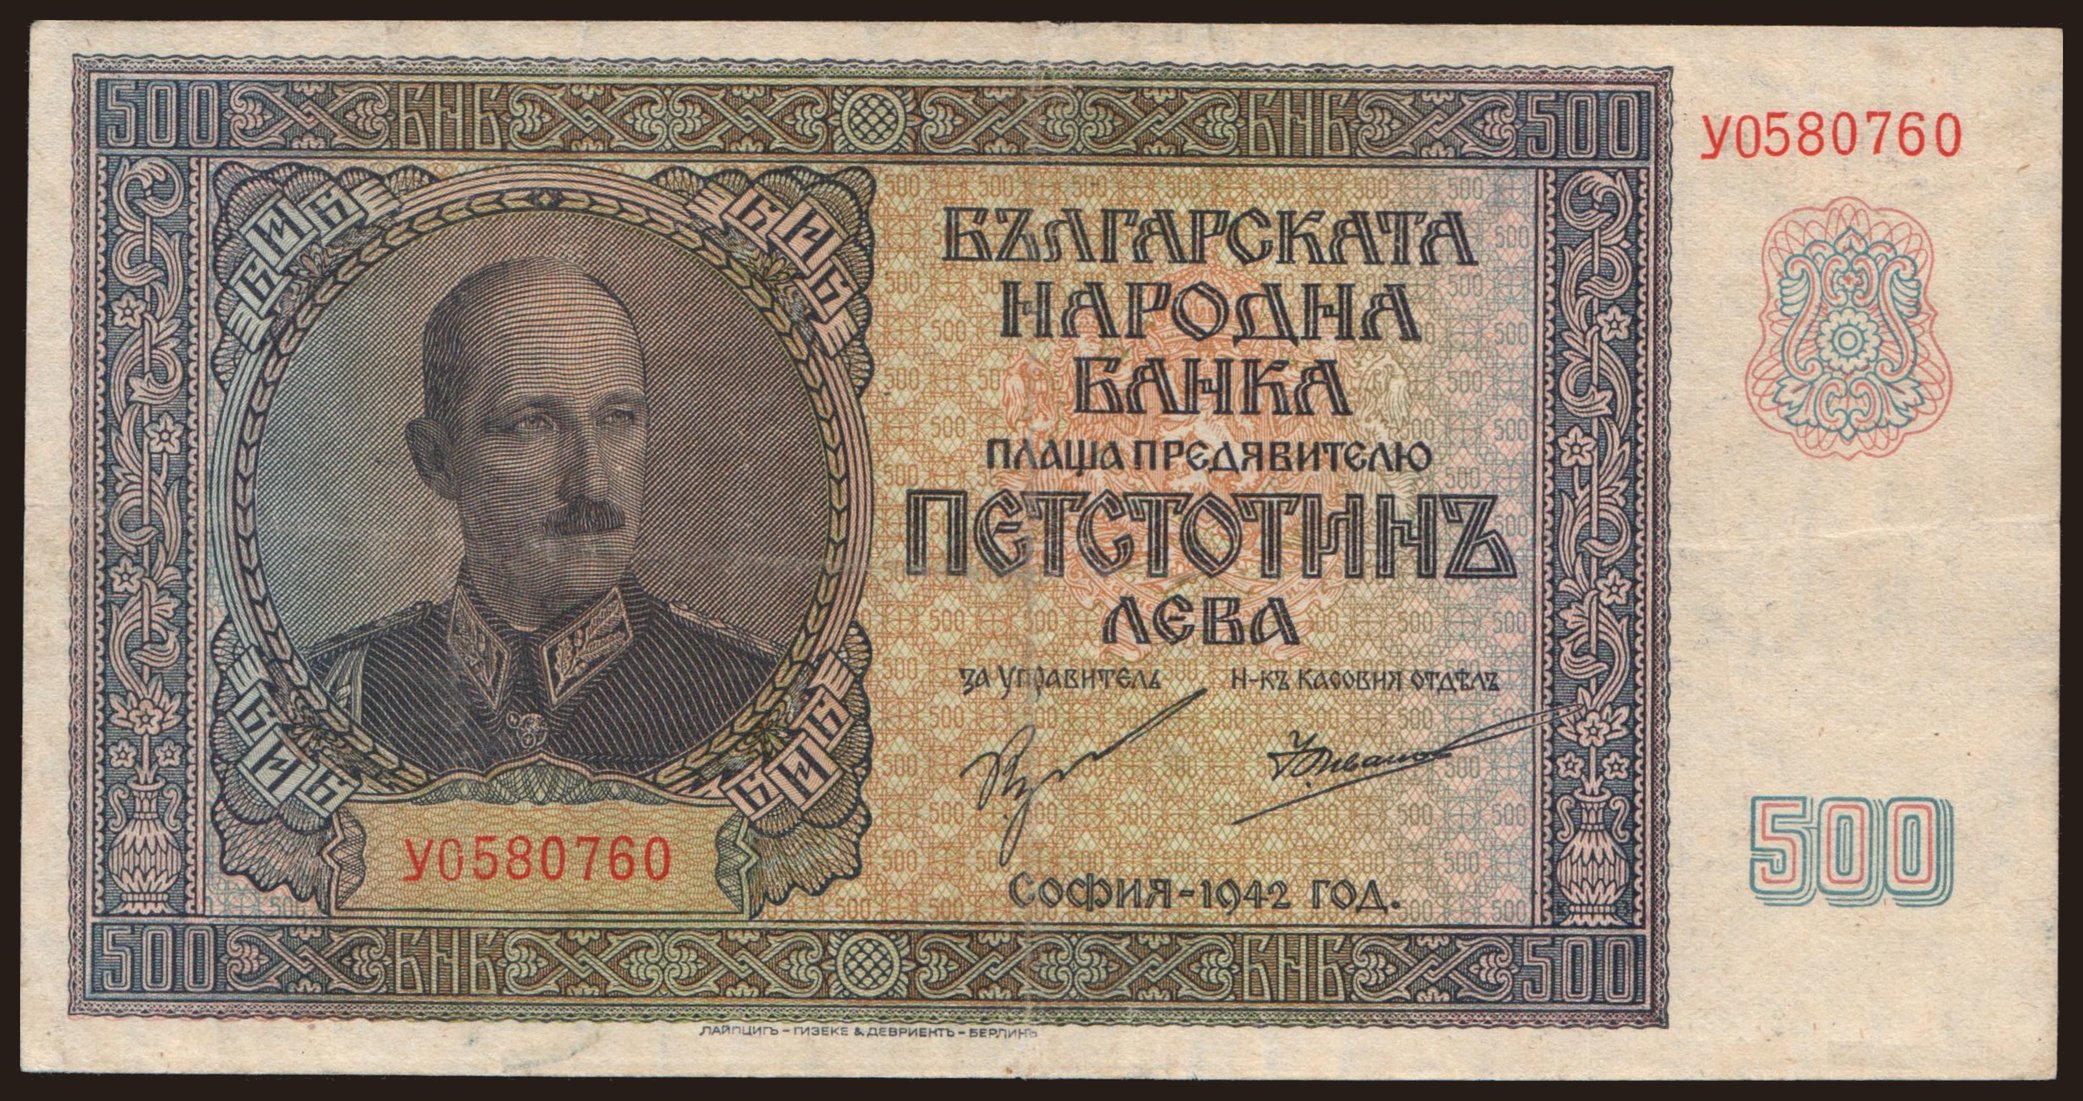 500 БНБ БНБ 500
У0580760
БЪЛГАРСКАТА
НАРОДНА
БАНКА
ПЛАЩА ПРЕДЯВИТЕЛЮ
ПЕТСТОТИНЪ
ЛЕВА
ЗА УПРАВИТЕЛЬ Н-КЪ КАСОВИЯ ОТДѢЛЪ
У0580760
СОФИЯ-1942 ГОД.
500
500 БНБ БНБ 500
ЛАЙПЦИГЪ - ГИЗЕКЕ & ДЕВРИЕНТЪ - БЕРЛИНЪ